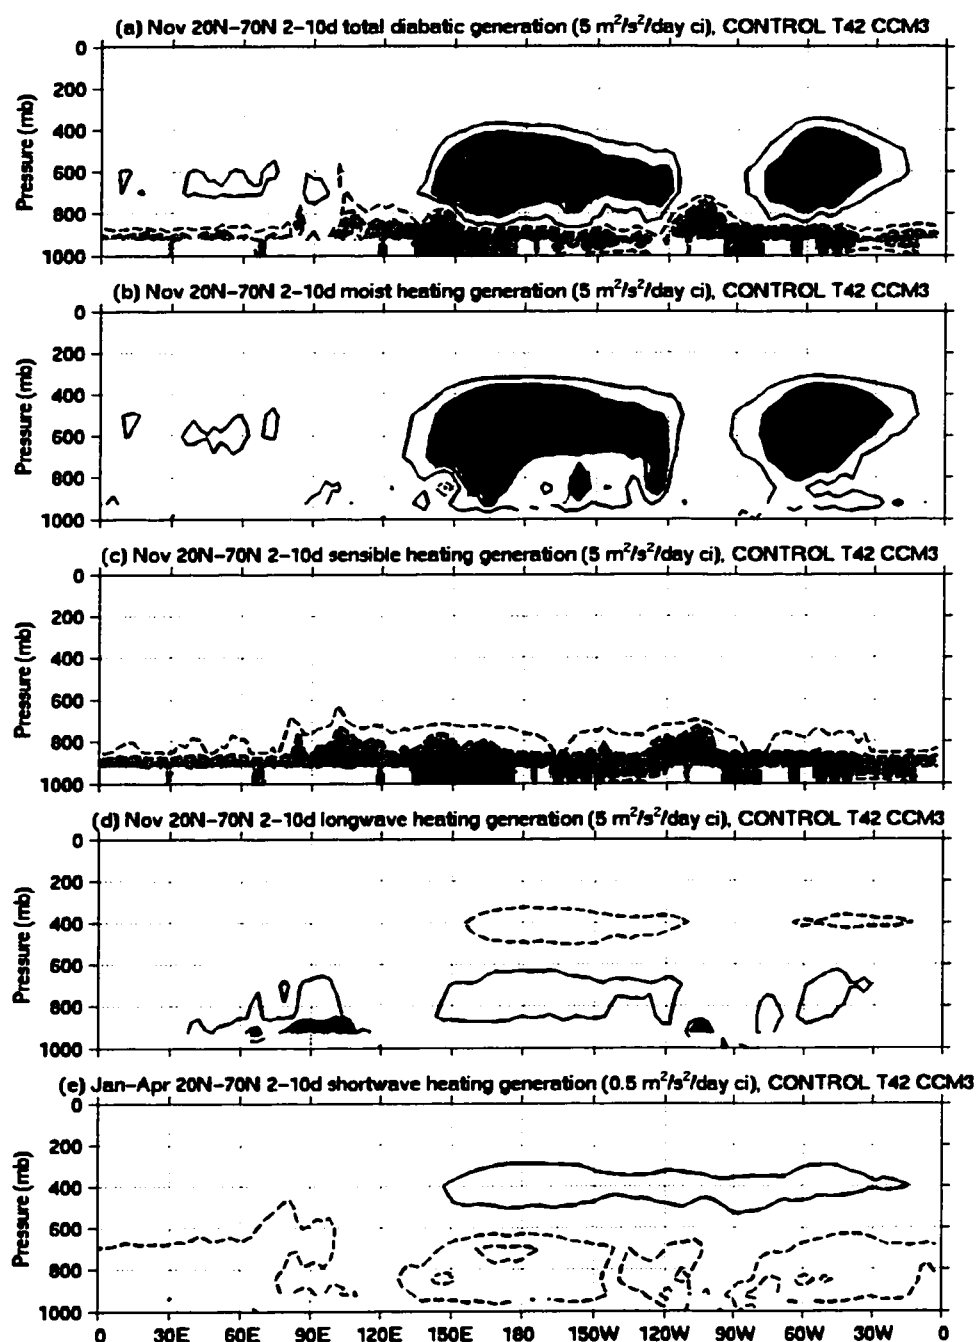 (a) Nov 20N–70N 2–10d total diabatic generation (5 m²/s²/day ci), CONTROL T42 CCM3
0
200
400
600
800
1000
Pressure (mb)
(b) Nov 20N–70N 2–10d moist heating generation (5 m²/s²/day ci), CONTROL T42 CCM3
0
200
400
600
800
1000
Pressure (mb)
(c) Nov 20N–70N 2–10d sensible heating generation (5 m²/s²/day ci), CONTROL T42 CCM3
0
200
400
600
800
1000
Pressure (mb)
(d) Nov 20N–70N 2–10d longwave heating generation (5 m²/s²/day ci), CONTROL T42 CCM3
0
200
400
600
800
1000
Pressure (mb)
(e) Jan–Apr 20N–70N 2–10d shortwave heating generation (0.5 m²/s²/day ci), CONTROL T42 CCM3
0
200
400
600
800
1000
Pressure (mb)
0 30E 60E 90E 120E 150E 180 150W 120W 90W 60W 30W 0